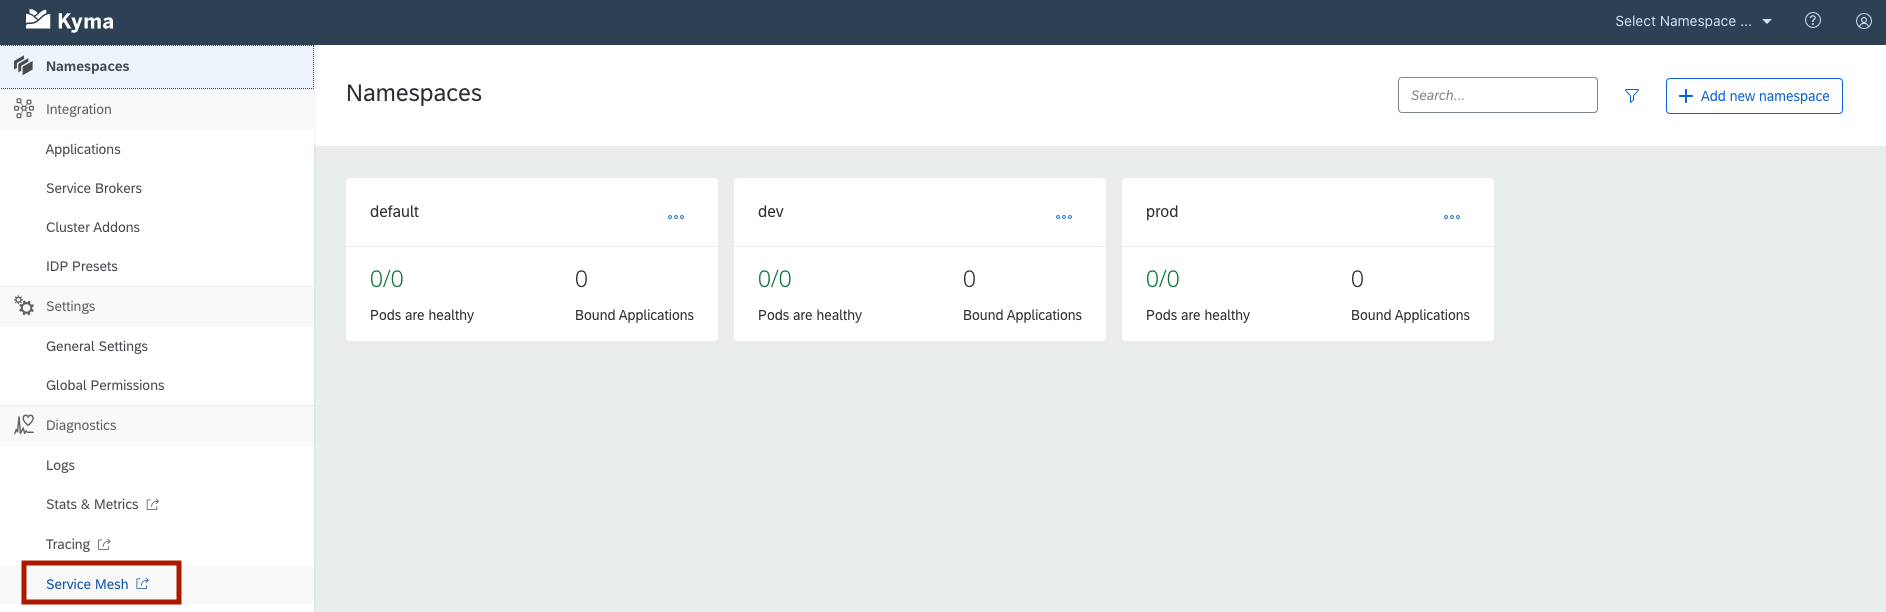 Kyma
Select Namespace ...
Namespaces
Integration
Applications
Service Brokers
Cluster Addons
IDP Presets
Settings
General Settings
Global Permissions
Diagnostics
Logs
Stats & Metrics
Tracing
Service Mesh
Namespaces
Search...
Add new namespace
default
0/0
Pods are healthy
0
Bound Applications
dev
0/0
Pods are healthy
0
Bound Applications
prod
0/0
Pods are healthy
0
Bound Applications